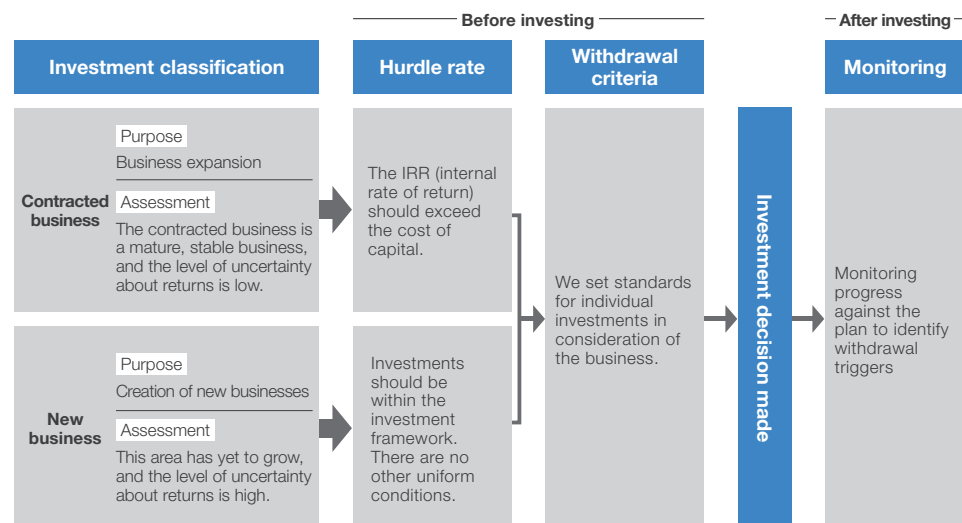 Before investing
After investing
Investment classification
Hurdle rate
Withdrawal
criteria
Monitoring
Contracted
business
Purpose
Business expansion
Assessment
The contracted business is
a mature, stable business,
and the level of uncertainty
about returns is low.
The IRR (internal
rate of return)
should exceed
the cost of
capital.
New
business
Purpose
Creation of new businesses
Assessment
This area has yet to grow,
and the level of uncertainty
about returns is high.
Investments
should be
within the
investment
framework.
There are no
other uniform
conditions.
We set standards
for individual
investments in
consideration of
the business.
Investment decision made
Monitoring
progress
against the
plan to identify
withdrawal
triggers